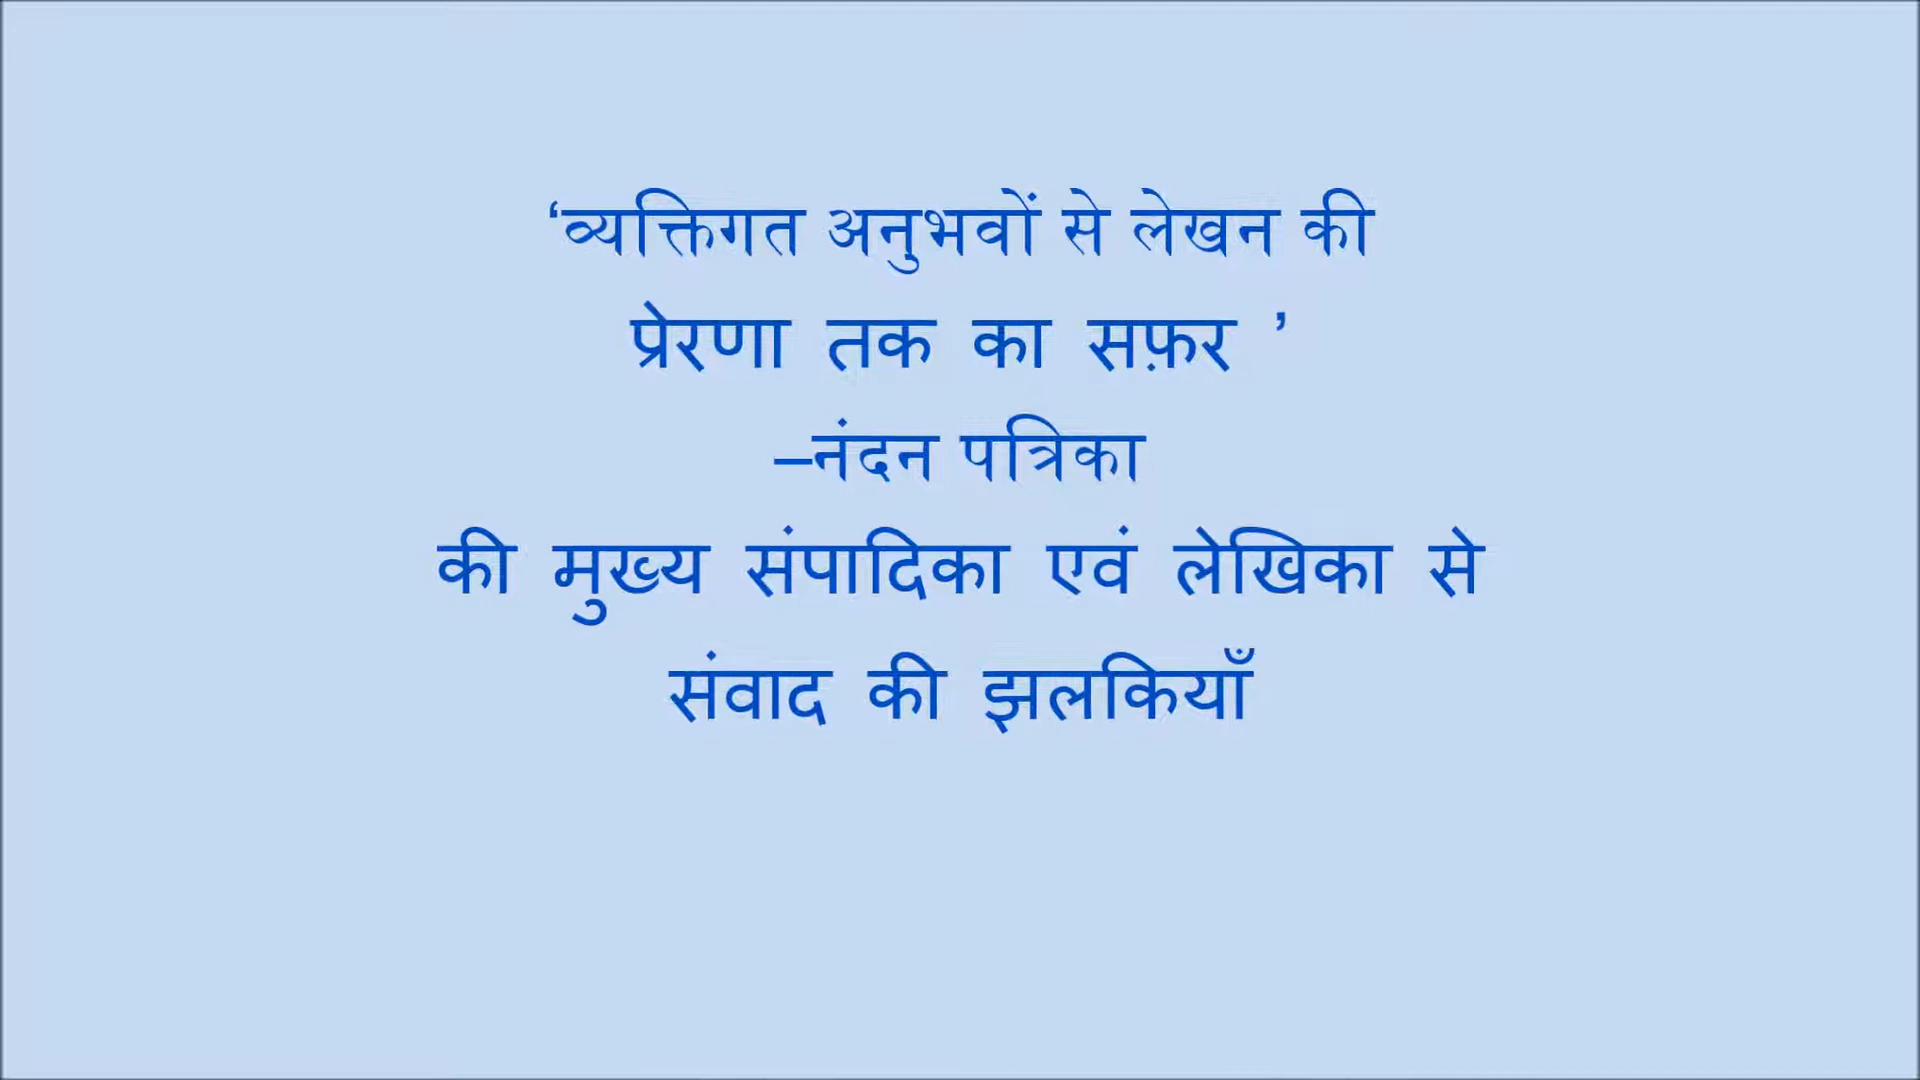 ‘व्यक्तिगत अनुभवों से लेखन की
प्रेरणा तक का सफ़र ’
–नंदन पत्रिका
की मुख्य संपादिका एवं लेखिका से
संवाद की झलकियाँ